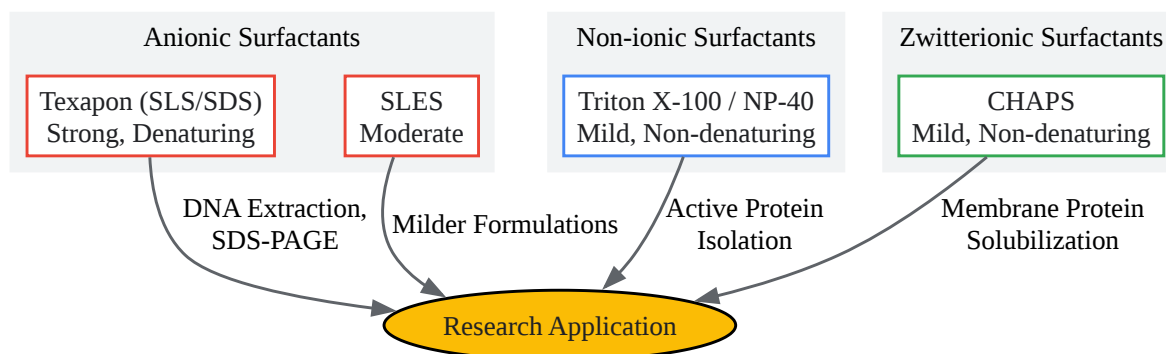 Anionic Surfactants
Texapon (SLS/SDS)
Strong, Denaturing
SLES
Moderate
Non-ionic Surfactants
Triton X-100 / NP-40
Mild, Non-denaturing
Zwitterionic Surfactants
CHAPS
Mild, Non-denaturing
DNA Extraction,
SDS-PAGE
Milder Formulations
Active Protein
Isolation
Membrane Protein
Solubilization
Research Application